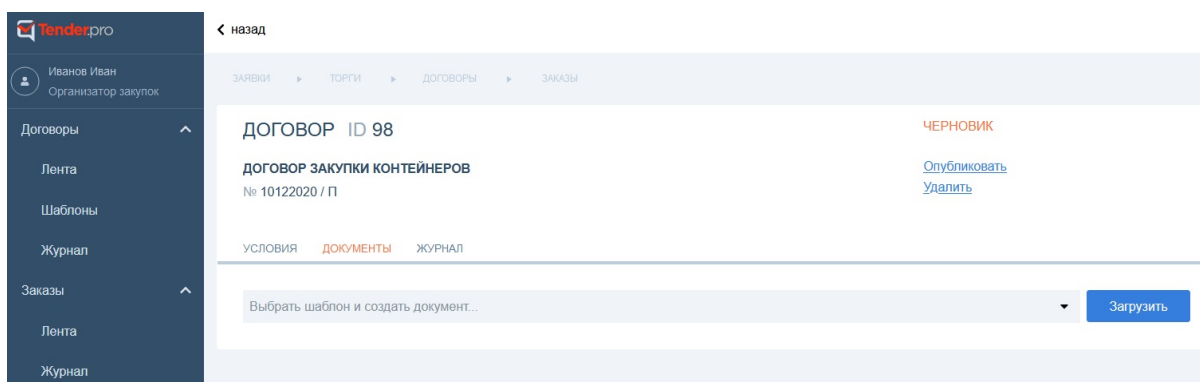 Tender.pro
Иванов Иван
Организатор закупок
Договоры
Лента
Шаблоны
Журнал
Заказы
Лента
Журнал
назад
ЗАЯВКИ ТОРГИ ДОГОВОРЫ ЗАКАЗЫ
ДОГОВОР ID 98
ДОГОВОР ЗАКУПКИ КОНТЕЙНЕРОВ
№ 10122020 / П
ЧЕРНОВИК
Опубликовать
Удалить
УСЛОВИЯ ДОКУМЕНТЫ ЖУРНАЛ
Выбрать шаблон и создать документ... Загрузить